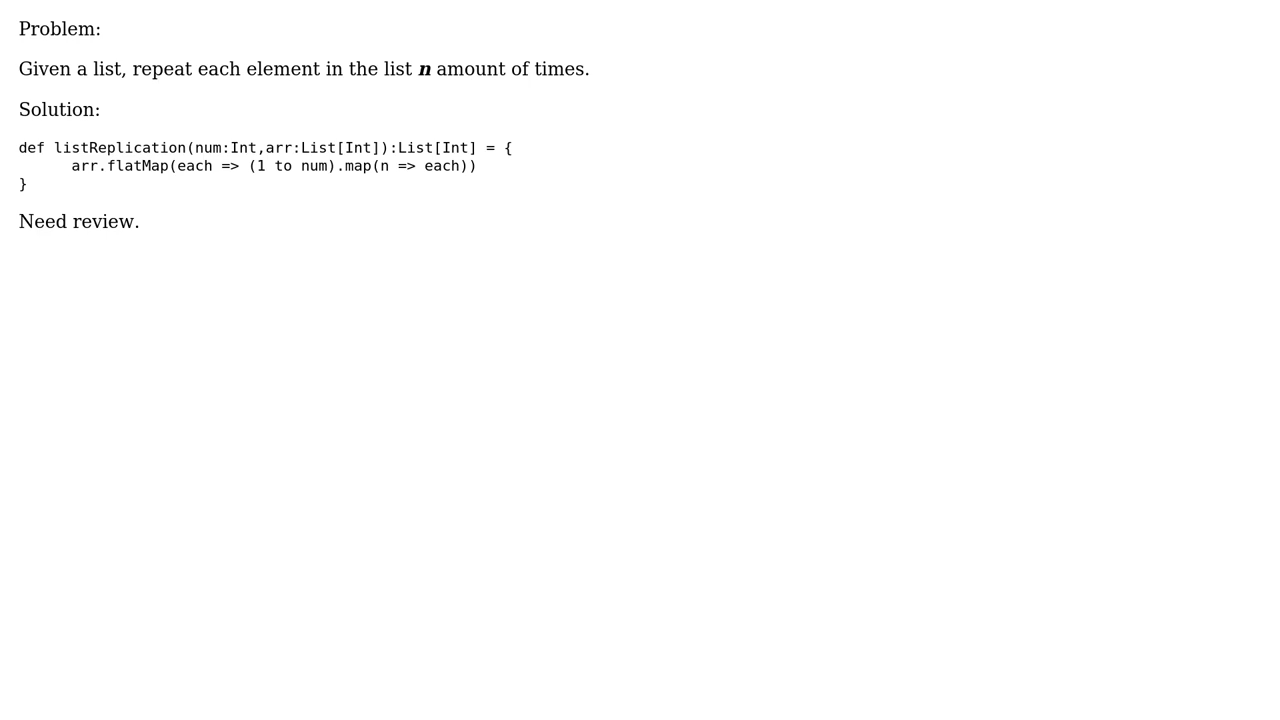 Problem:
Given a list, repeat each element in the list n amount of times.
Solution:
def listReplication(num:Int,arr:List[Int]):List[Int] = {
      arr.flatMap(each => (1 to num).map(n => each))
}
Need review.